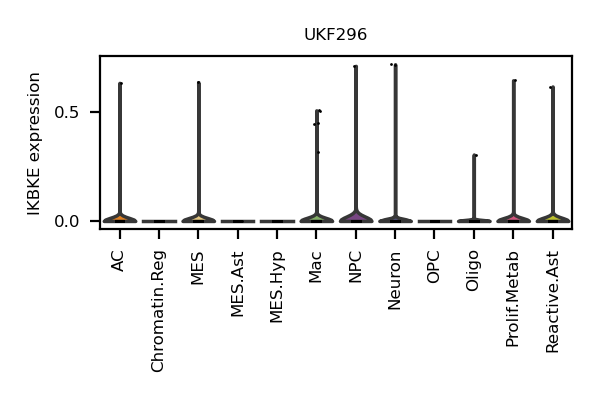 UKF296
IKBKE expression
0.5
0.0
AC
Chromatin.Reg
MES
MES.Ast
MES.Hyp
Mac
NPC
Neuron
OPC
Oligo
Prolif.Metab
Reactive.Ast